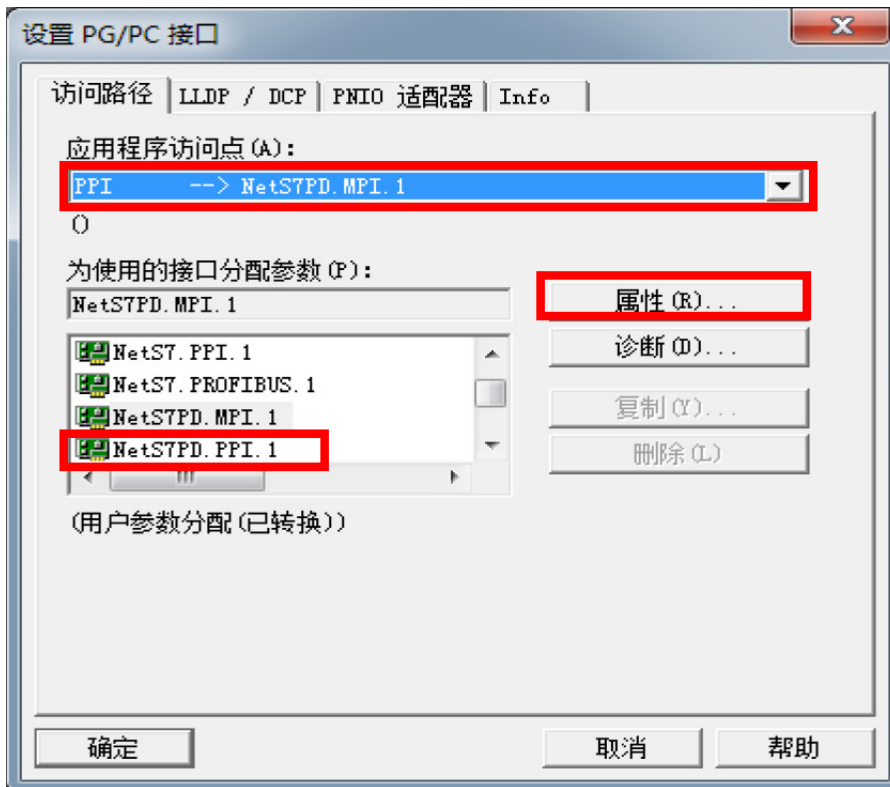 设置 PG/PC 接口
访问路径 LLDP / DCP PNIO 适配器 Info
应用程序访问点(A):
PPI --> NetS7PD.MPI.1
()
为使用的接口分配参数(P):
NetS7PD.MPI.1
属性(R)...
NetS7.PPI.1
诊断(D)...
NetS7.PROFIBUS.1
NetS7PD.MPI.1
复制(Y)...
NetS7PD.PPI.1
删除(L)
(用户参数分配(已转换))
确定 取消 帮助